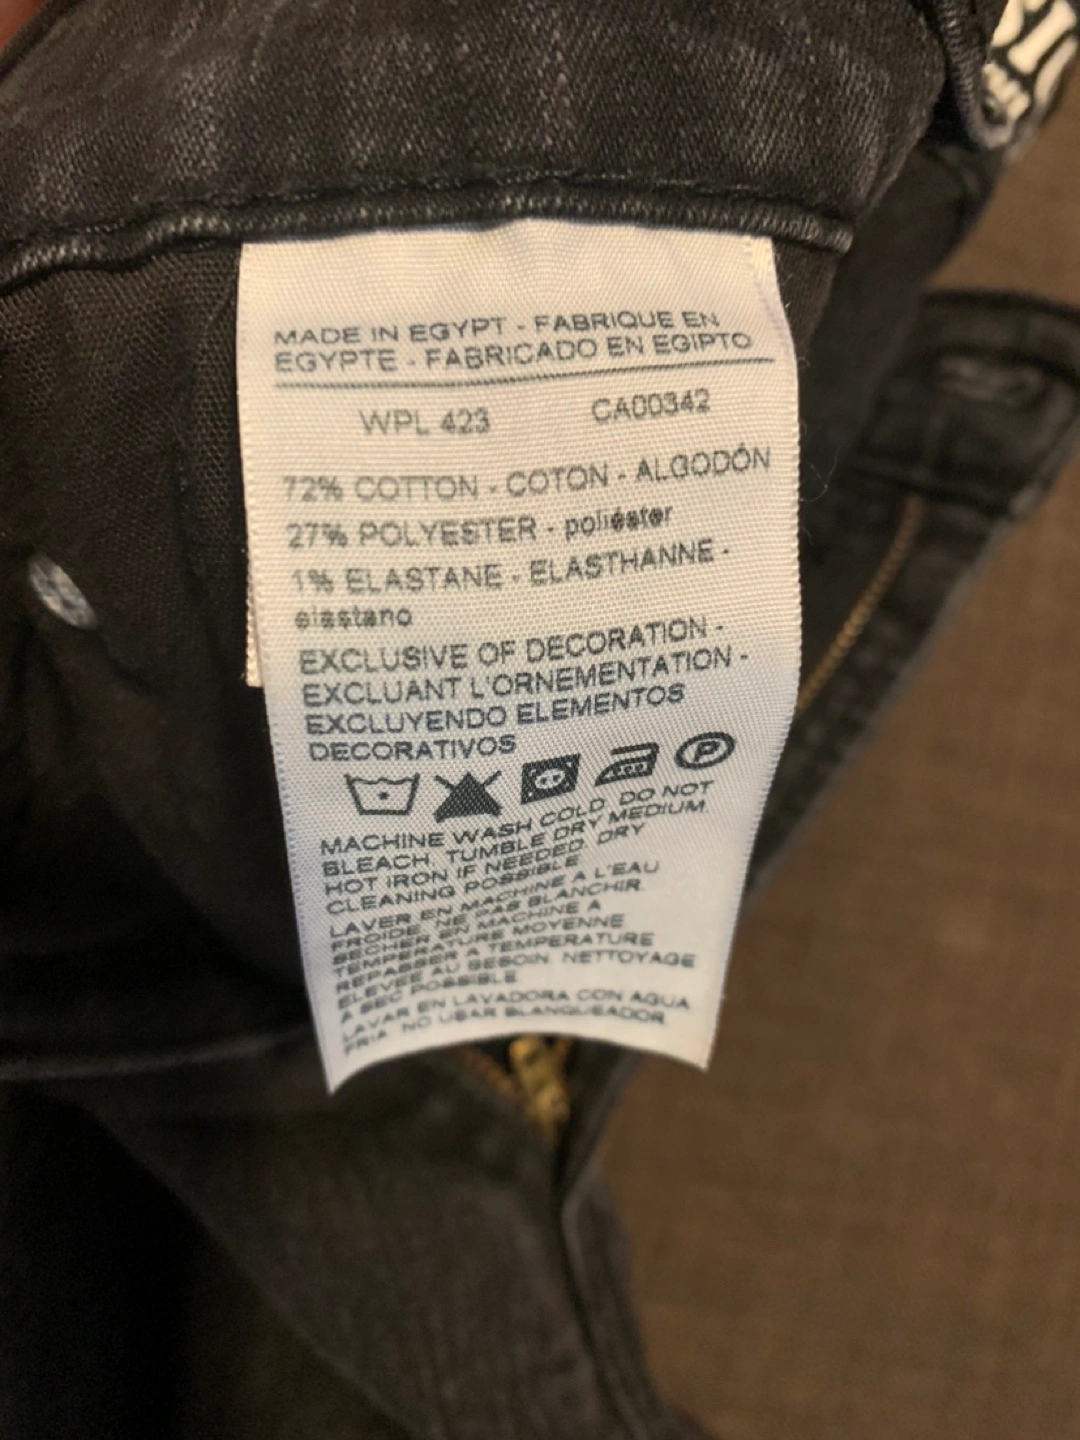 MADE IN EGYPT - FABRIQUE EN
EGYPTE - FABRICADO EN EGIPTO
WPL 423 CA00342
72% COTTON - COTON - ALGODÓN
27% POLYESTER - poliéster
1% ELASTANE - ELASTHANNE -
elastano
EXCLUSIVE OF DECORATION -
EXCLUANT L'ORNEMENTATION -
EXCLUYENDO ELEMENTOS
DECORATIVOS
P
MACHINE WASH COLD, DO NOT
BLEACH, TUMBLE DRY MEDIUM,
HOT IRON IF NEEDED, DRY
CLEANING POSSIBLE
LAVER EN MACHINE A L'EAU
FROIDE, NE PAS BLANCHIR,
SECHER EN MACHINE A
TEMPERATURE MOYENNE
REPASSER A TEMPERATURE
ELEVEE AU BESOIN NETTOYAGE
A SEC POSSIBLE
LAVAR EN LAVADORA CON AGUA
FRIA NO USAR BLANQUEADOR